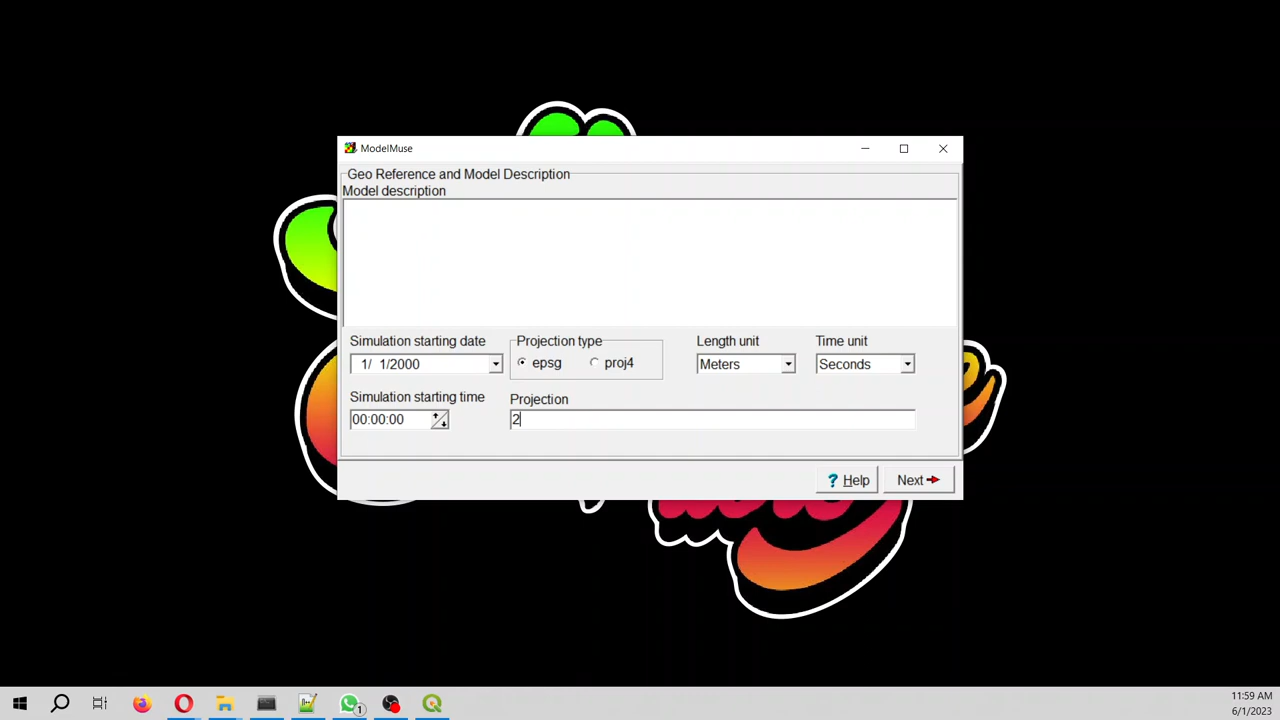 ModelMuse
Geo Reference and Model Description
Model description
Simulation starting date
Projection type
Length unit
Time unit
1/ 1/2000
epsg
proj4
Meters
Seconds
Simulation starting time
Projection
00:00:00
2
? Help
Next
1
11:59 AM
6/1/2023